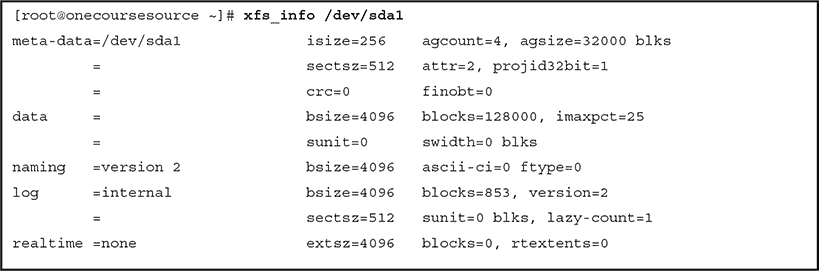 [root@onecoursesource ~]# xfs_info /dev/sda1
meta-data=/dev/sda1 isize=256 agcount=4, agsize=32000 blks
= sectsz=512 attr=2, projid32bit=1
= crc=0 finobt=0
data = bsize=4096 blocks=128000, imaxpct=25
= sunit=0 swidth=0 blks
naming =version 2 bsize=4096 ascii-ci=0 ftype=0
log =internal bsize=4096 blocks=853, version=2
= sectsz=512 sunit=0 blks, lazy-count=1
realtime =none extsz=4096 blocks=0, rtextents=0